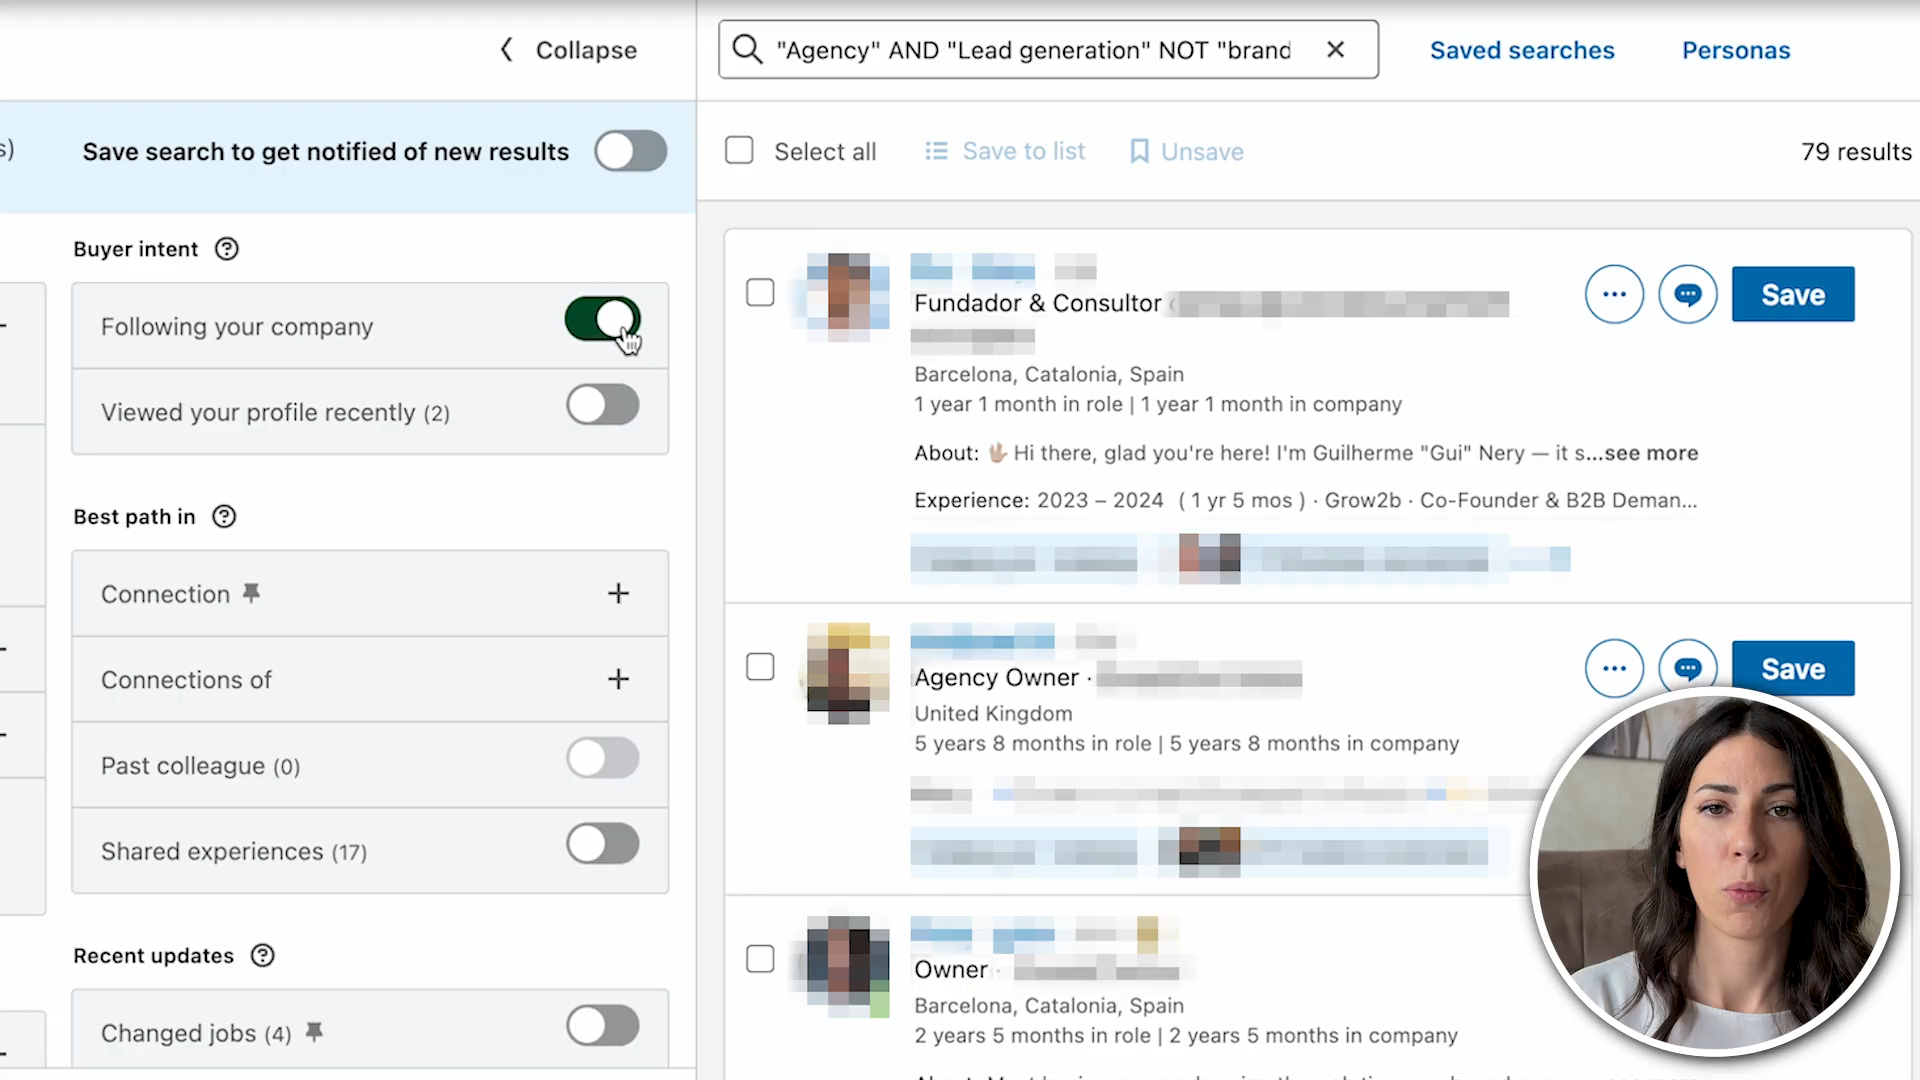 Collapse
"Agency" AND "Lead generation" NOT "brand
Saved searches
Personas
s)
Save search to get notified of new results
Select all
Save to list
Unsave
79 results
Buyer intent
Following your company
Viewed your profile recently (2)
Best path in
Connection
Connections of
Past colleague (0)
Shared experiences (17)
Recent updates
Changed jobs (4)
Fundador & Consultor
Save
Barcelona, Catalonia, Spain
1 year 1 month in role | 1 year 1 month in company
About: 🖖🏼 Hi there, glad you're here! I'm Guilherme "Gui" Nery — it s...see more
Experience: 2023 – 2024 ( 1 yr 5 mos ) · Grow2b · Co-Founder & B2B Deman...
Agency Owner ·
Save
United Kingdom
5 years 8 months in role | 5 years 8 months in company
Owner ·
Barcelona, Catalonia, Spain
2 years 5 months in role | 2 years 5 months in company